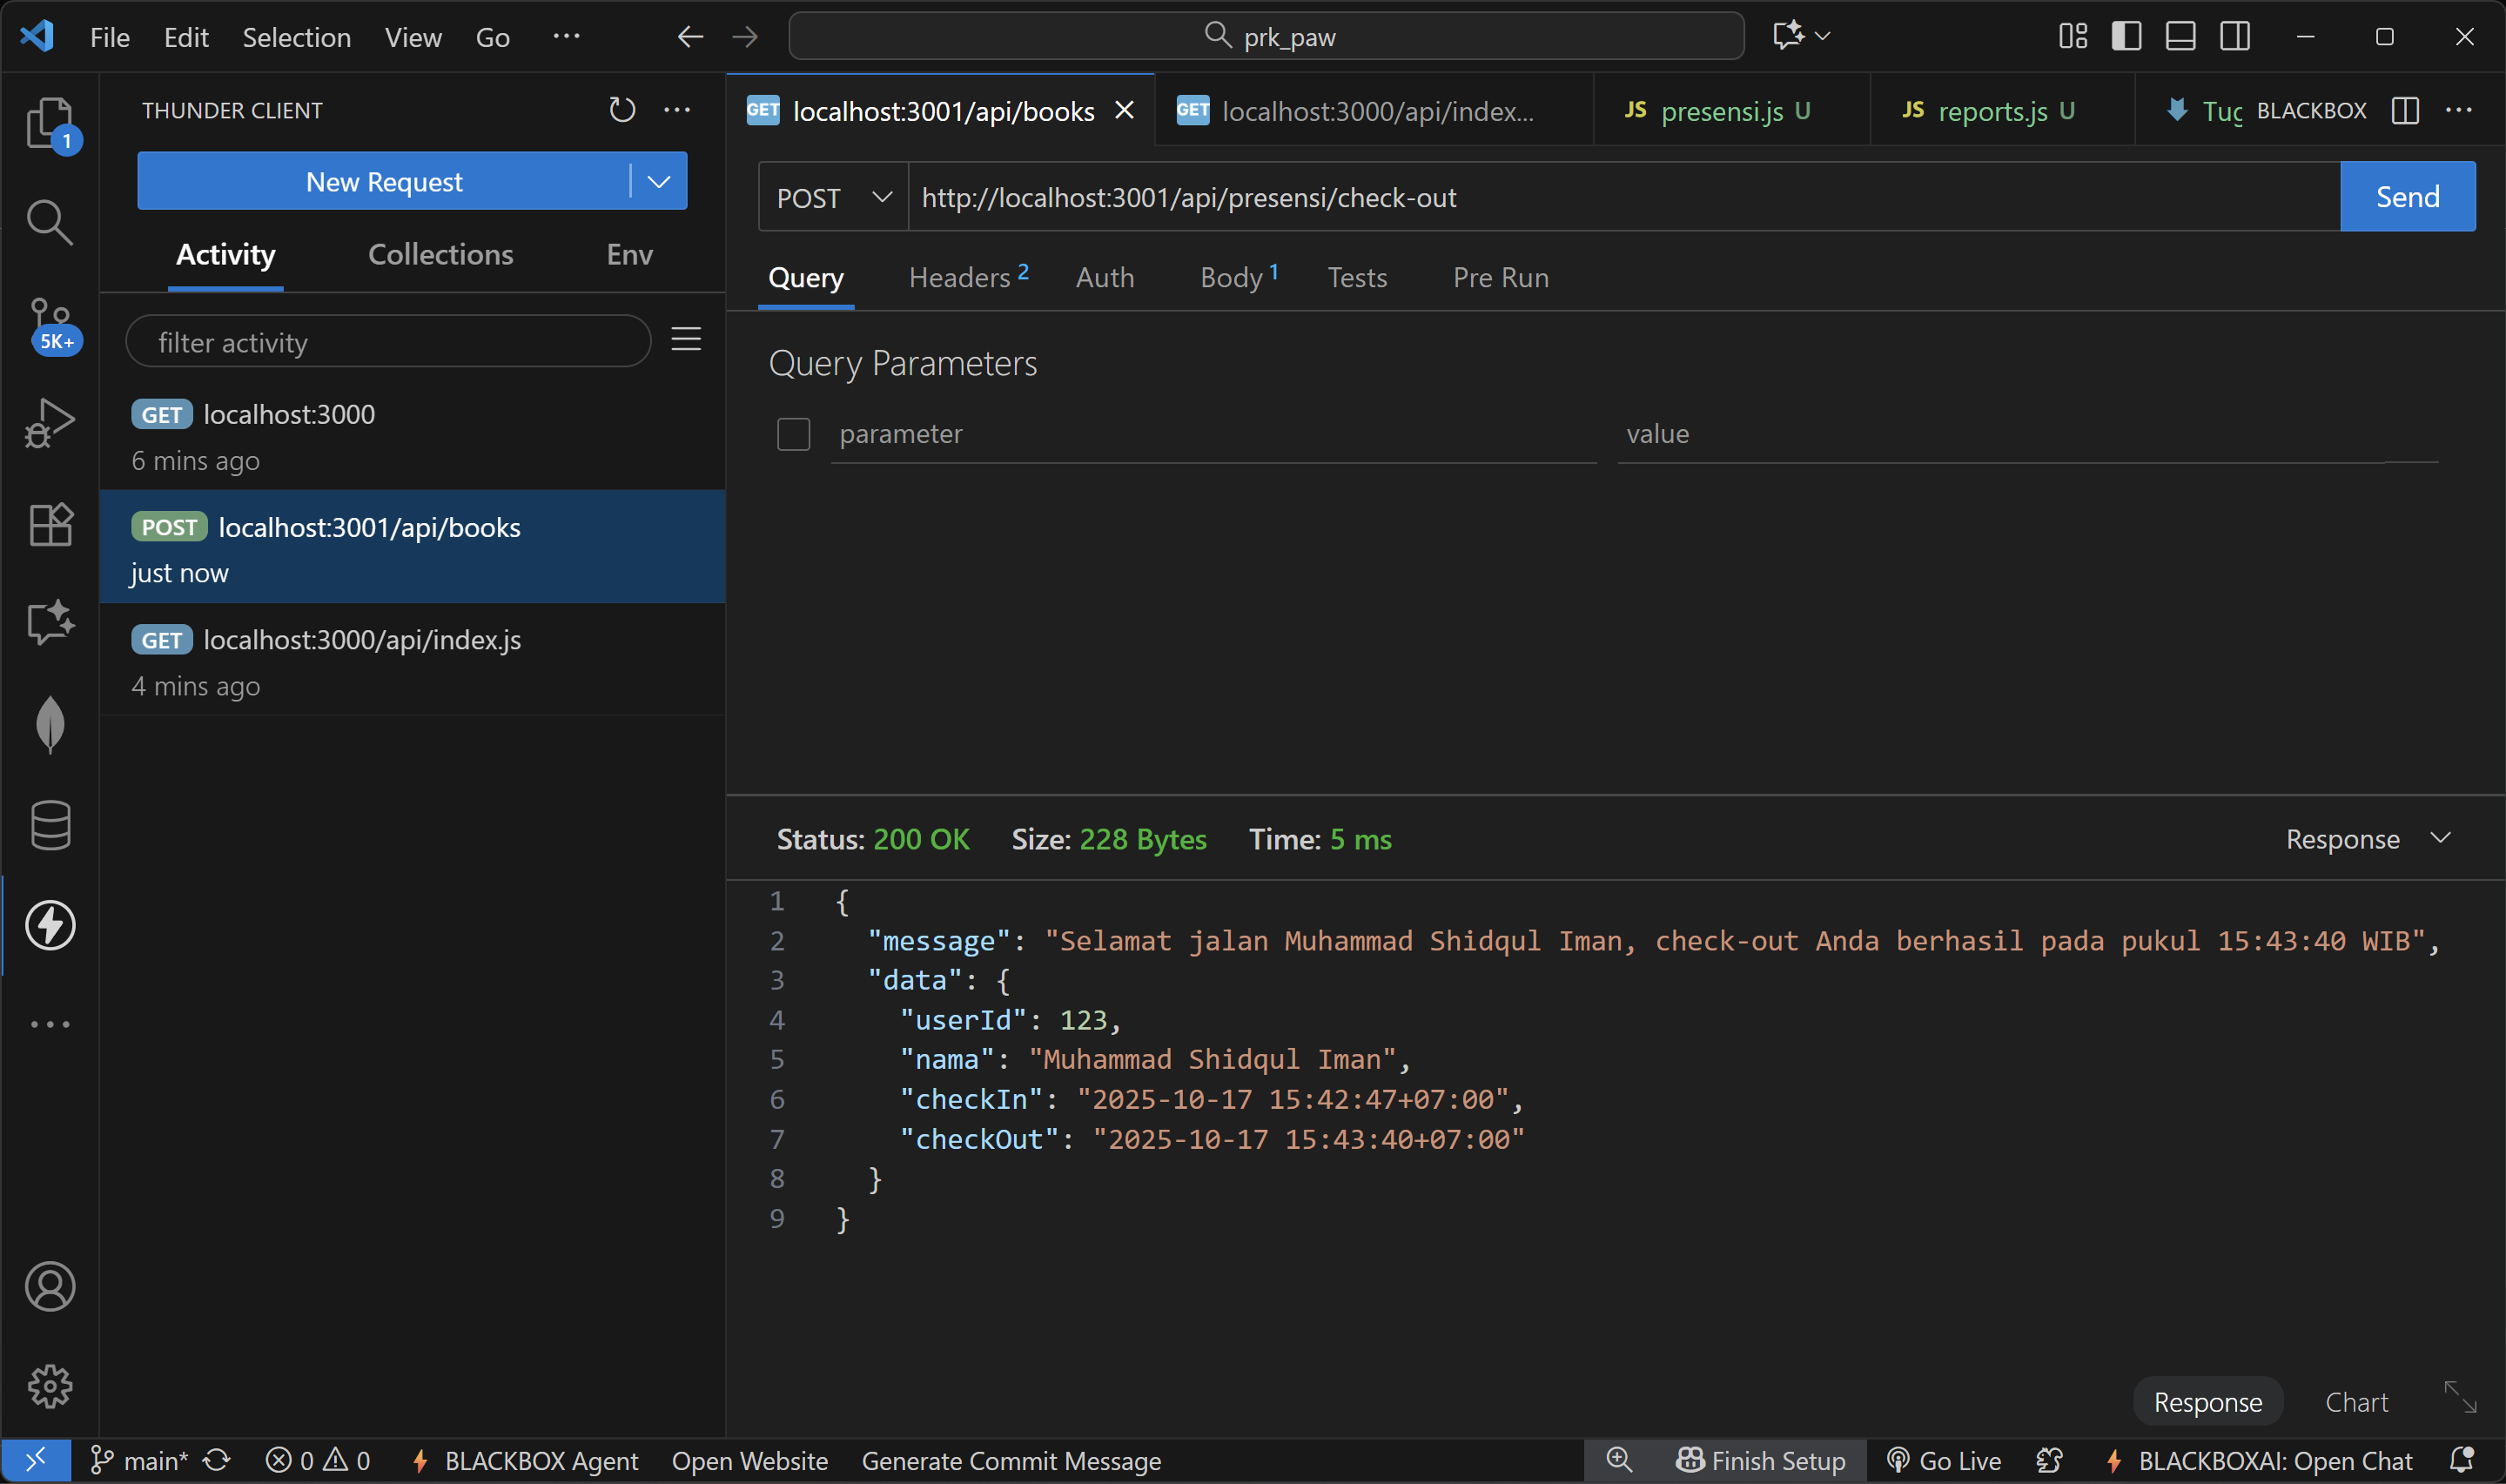 File Edit Selection View Go ··· prk_paw
THUNDER CLIENT ···
New Request
Activity Collections Env
filter activity
GET localhost:3000
6 mins ago
POST localhost:3001/api/books
just now
GET localhost:3000/api/index.js
4 mins ago
1
5K+
GET localhost:3001/api/books GET localhost:3000/api/index... JS presensi.js U JS reports.js U Tug BLACKBOX ···
POST http://localhost:3001/api/presensi/check-out Send
Query Headers 2 Auth Body 1 Tests Pre Run
Query Parameters
parameter value
Status: 200 OK Size: 228 Bytes Time: 5 ms Response
1 {
2 "message": "Selamat jalan Muhammad Shidqul Iman, check-out Anda berhasil pada pukul 15:43:40 WIB",
3 "data": {
4 "userId": 123,
5 "nama": "Muhammad Shidqul Iman",
6 "checkIn": "2025-10-17 15:42:47+07:00",
7 "checkOut": "2025-10-17 15:43:40+07:00"
8 }
9 }
Response Chart
main* 0 0 BLACKBOX Agent Open Website Generate Commit Message Finish Setup Go Live BLACKBOXAI: Open Chat